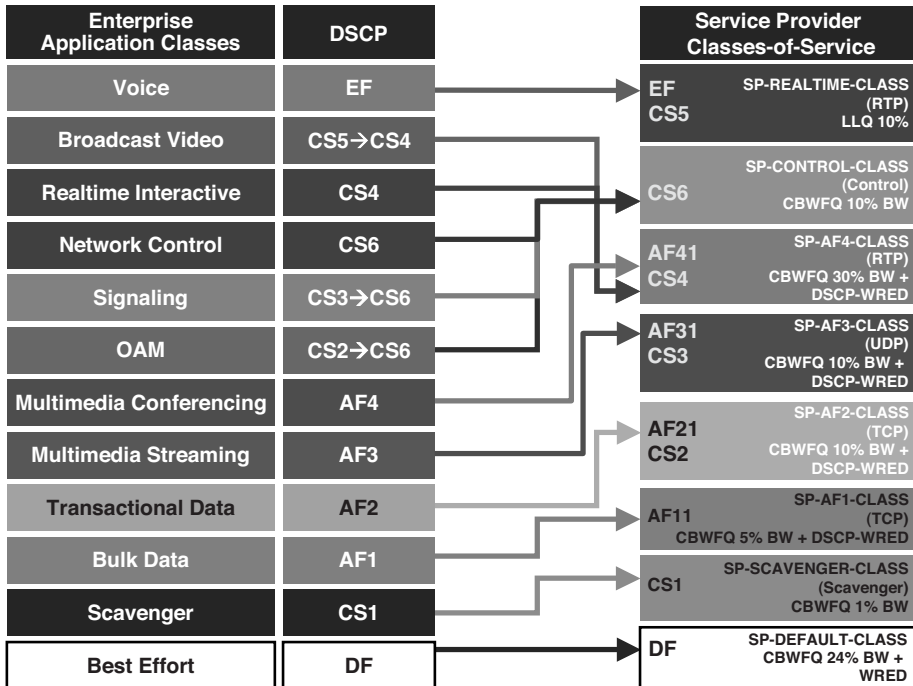 Enterprise
Application Classes
DSCP
Service Provider
Classes-of-Service
Voice
EF
Broadcast Video
CS5→CS4
Realtime Interactive
CS4
Network Control
CS6
Signaling
CS3→CS6
OAM
CS2→CS6
Multimedia Conferencing
AF4
Multimedia Streaming
AF3
Transactional Data
AF2
Bulk Data
AF1
Scavenger
CS1
Best Effort
DF
EF
CS5
SP-REALTIME-CLASS
(RTP)
LLQ 10%
CS6
SP-CONTROL-CLASS
(Control)
CBWFQ 10% BW
AF41
CS4
SP-AF4-CLASS
(RTP)
CBWFQ 30% BW +
DSCP-WRED
AF31
CS3
SP-AF3-CLASS
(UDP)
CBWFQ 10% BW +
DSCP-WRED
AF21
CS2
SP-AF2-CLASS
(TCP)
CBWFQ 10% BW +
DSCP-WRED
AF11
SP-AF1-CLASS
(TCP)
CBWFQ 5% BW + DSCP-WRED
CS1
SP-SCAVENGER-CLASS
(Scavenger)
CBWFQ 1% BW
DF
SP-DEFAULT-CLASS
CBWFQ 24% BW +
WRED